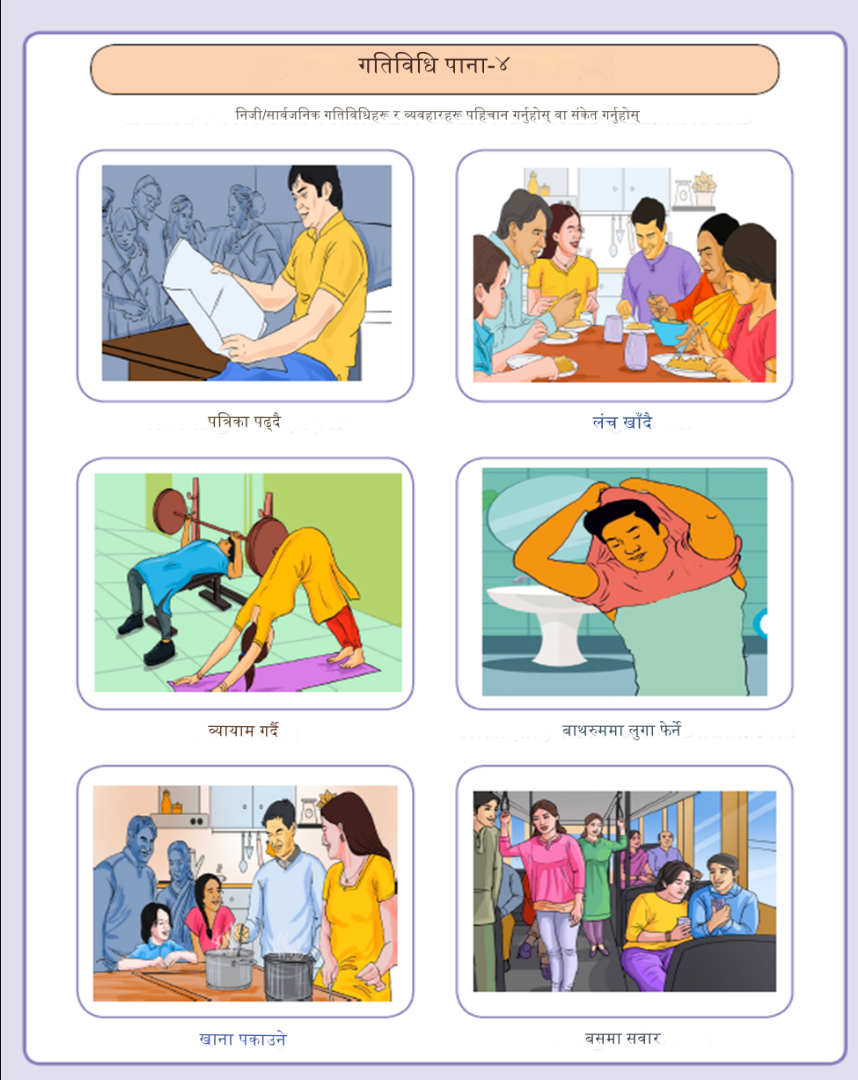 गतिविधि पाना-४
निजी/सार्वजनिक गतिविधिहरू र व्यवहारहरू पहिचान गर्नुहोस् वा संकेत गर्नुहोस्
पत्रिका पढ्दै
लंच खाँदै
व्यायाम गर्दै
बाथरुममा लुगा फेर्ने
खाना पकाउने
बसमा सवार